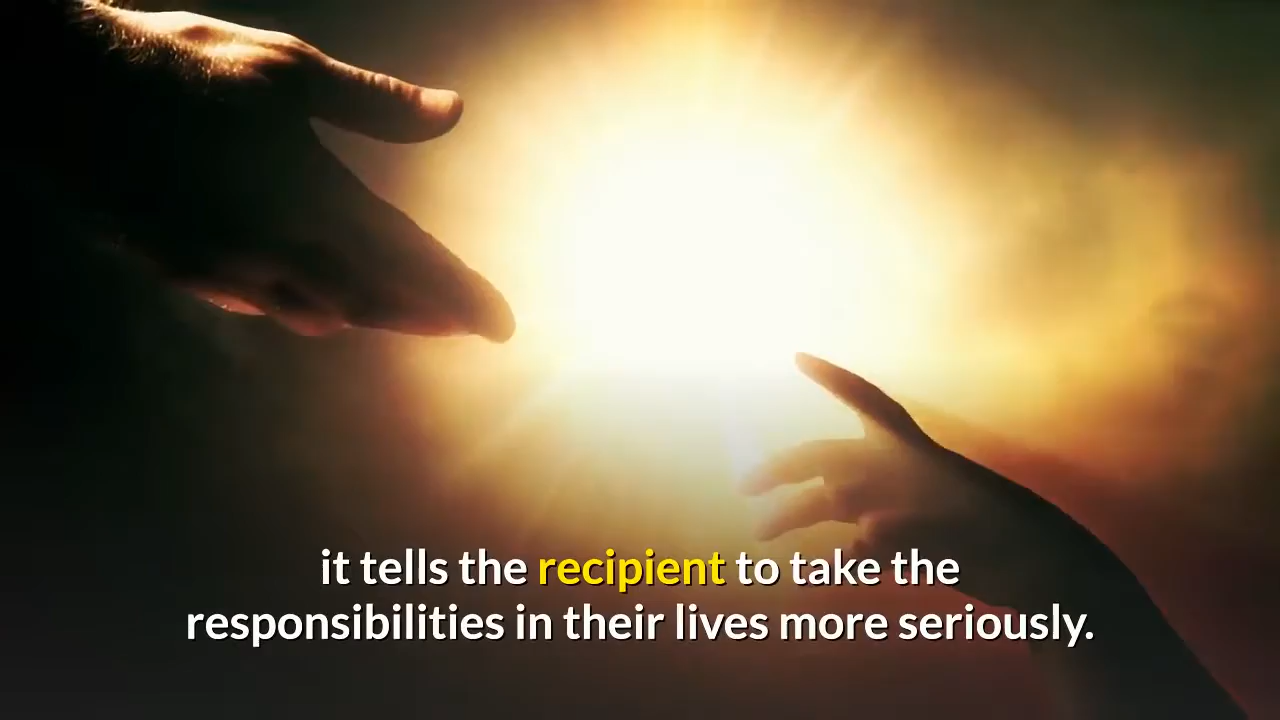 it tells the recipient to take the
responsibilities in their lives more seriously.